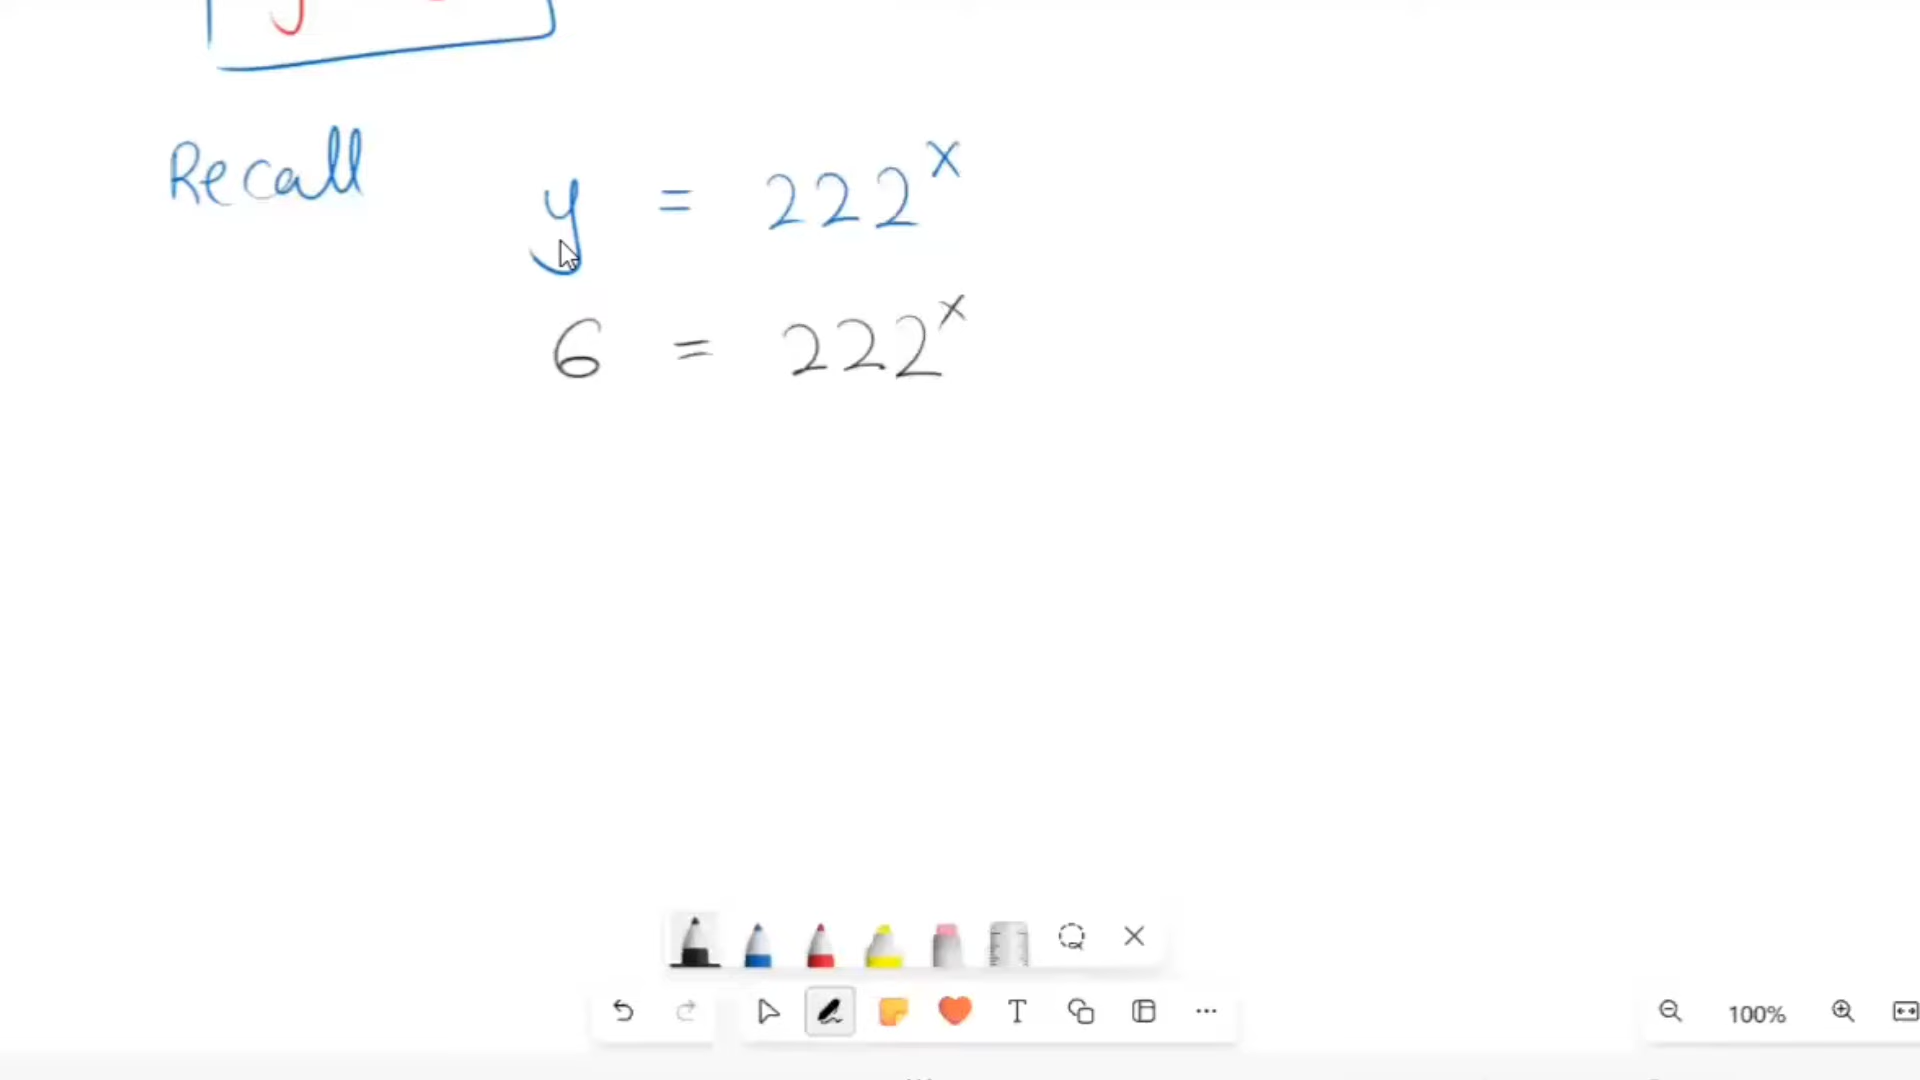 Recall
y = 222^x
6 = 222^x
T
100%